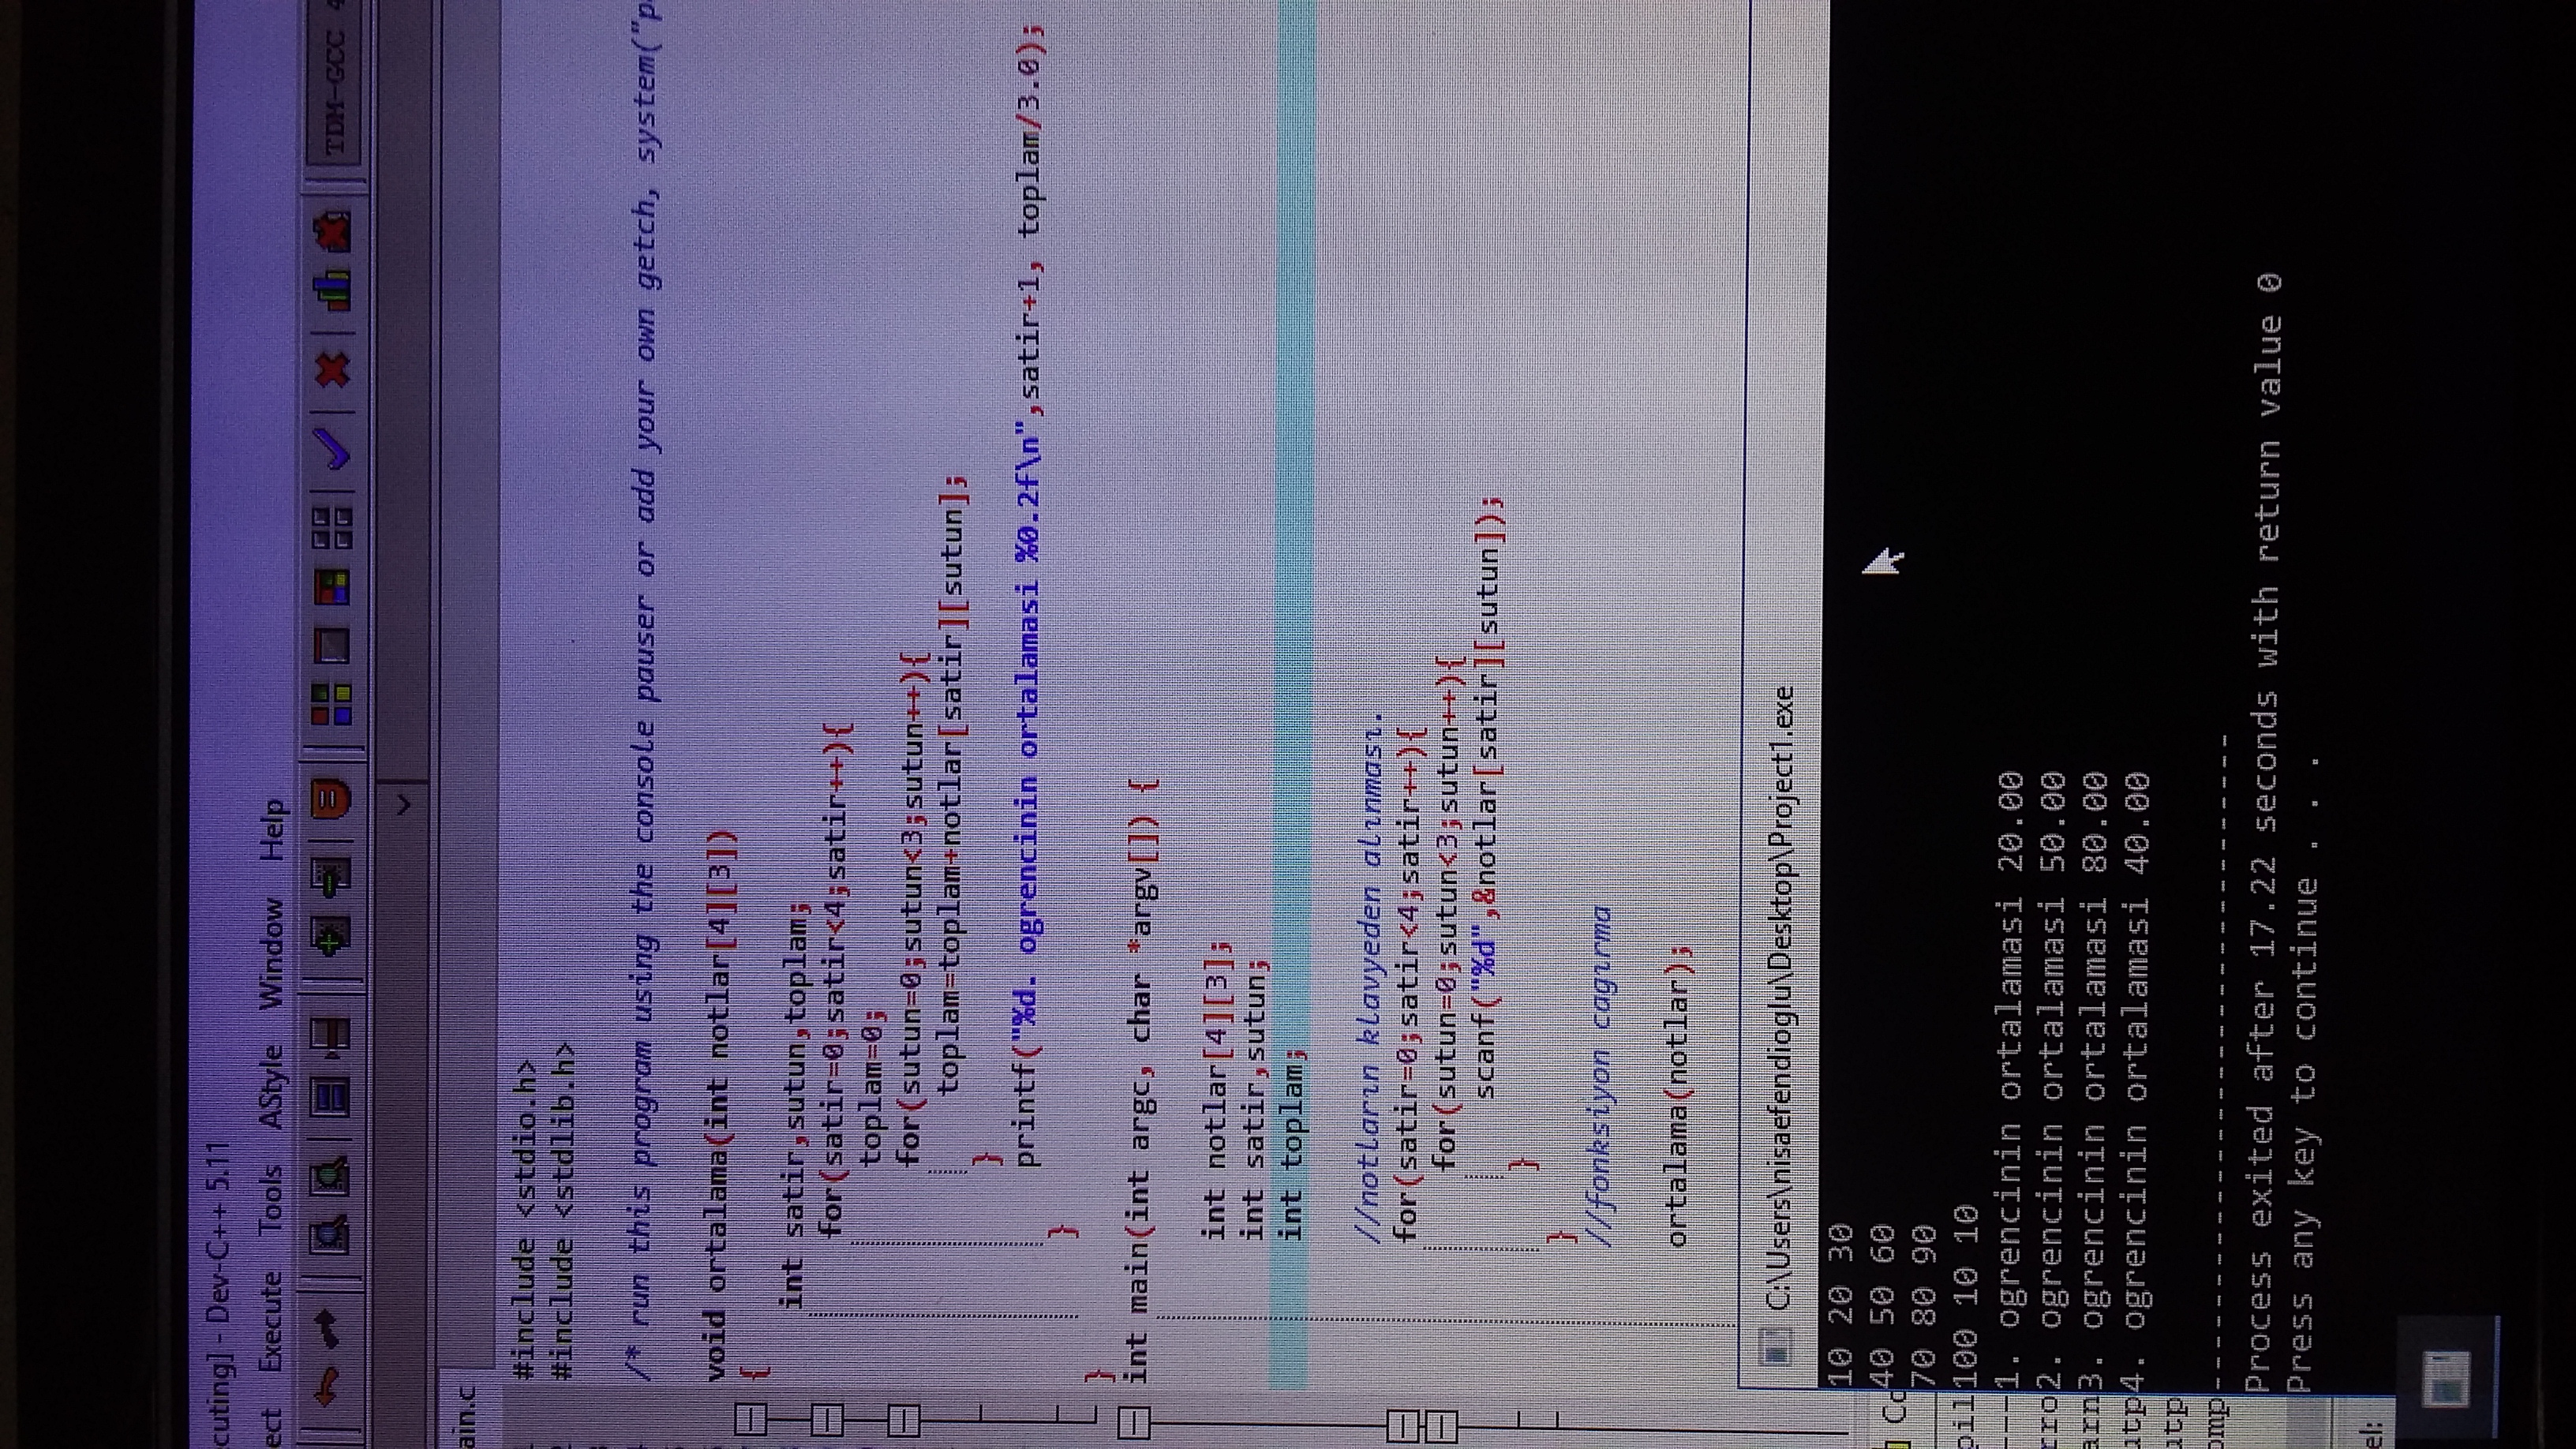 cuting] - Dev-C++ 5.11
ect Execute Tools AStyle Window Help
TDM-GCC
ain.c
#include <stdio.h>
#include <stdlib.h>
/* run this program using the console pauser or add your own getch, system("p
void ortalama(int notlar[4][3])
{
int satir,sutun,toplam;
for(satir=0;satir<4;satir++){
toplam=0;
for(sutun=0;sutun<3;sutun++){
toplam=toplam+notlar[satir][sutun];
}
printf("%d. ogrencinin ortalamasi %0.2f\n",satir+1, toplam/3.0);
}
}
int main(int argc, char *argv[]) {
int notlar[4][3];
int satir,sutun;
int toplam;
//notların klavyeden alınması.
for(satir=0;satir<4;satir++){
for(sutun=0;sutun<3;sutun++){
scanf("%d",&notlar[satir][sutun]);
}
}
//fonksiyon cagırma
ortalama(notlar);
C:\Users\nisaefendioglu\Desktop\Project1.exe
10 20 30
40 50 60
70 80 90
100 10 10
1. ogrencinin ortalamasi 20.00
2. ogrencinin ortalamasi 50.00
3. ogrencinin ortalamasi 80.00
4. ogrencinin ortalamasi 40.00
--------------------------------
Process exited after 17.22 seconds with return value 0
Press any key to continue . . .
el: